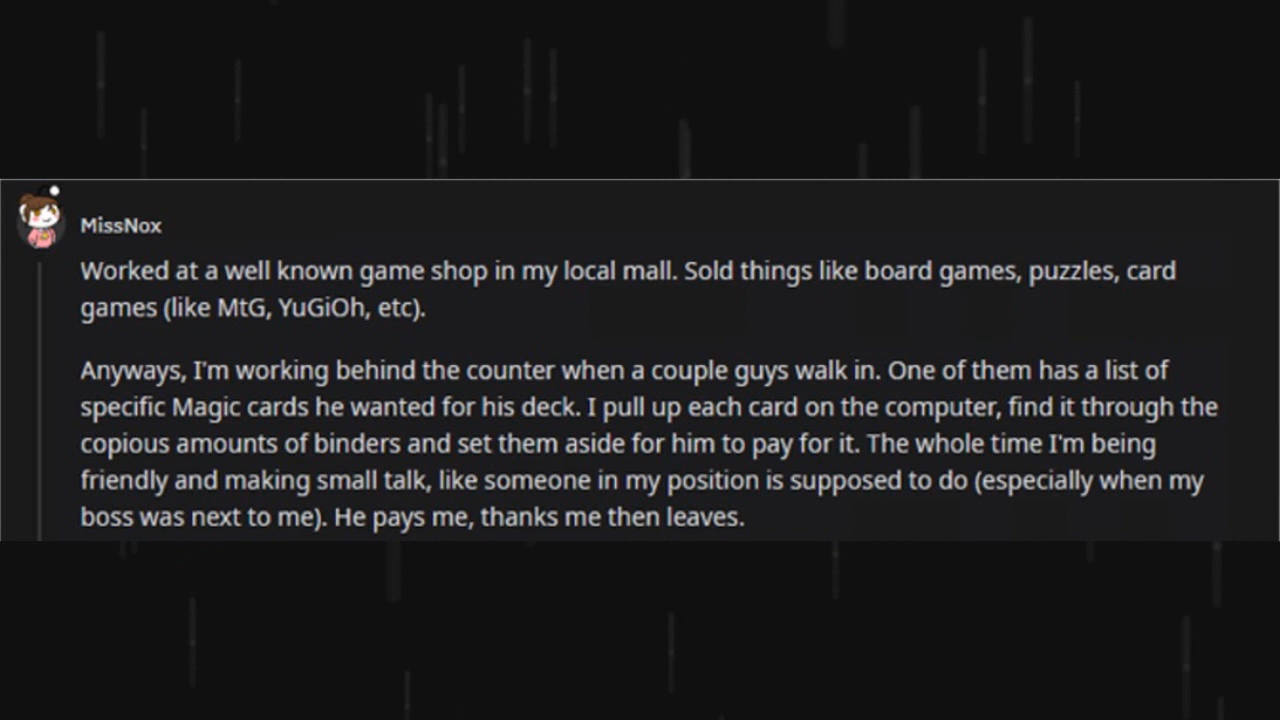 MissNox
Worked at a well known game shop in my local mall. Sold things like board games, puzzles, card
games (like MtG, YuGiOh, etc).
Anyways, I'm working behind the counter when a couple guys walk in. One of them has a list of
specific Magic cards he wanted for his deck. I pull up each card on the computer, find it through the
copious amounts of binders and set them aside for him to pay for it. The whole time I'm being
friendly and making small talk, like someone in my position is supposed to do (especially when my
boss was next to me). He pays me, thanks me then leaves.